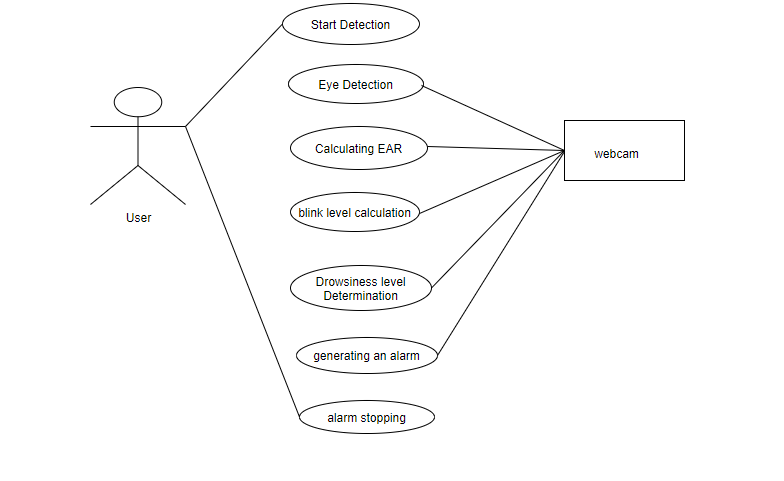 Start Detection
Eye Detection
Calculating EAR
webcam
blink level calculation
User
Drowsiness level
Determination
generating an alarm
alarm stopping